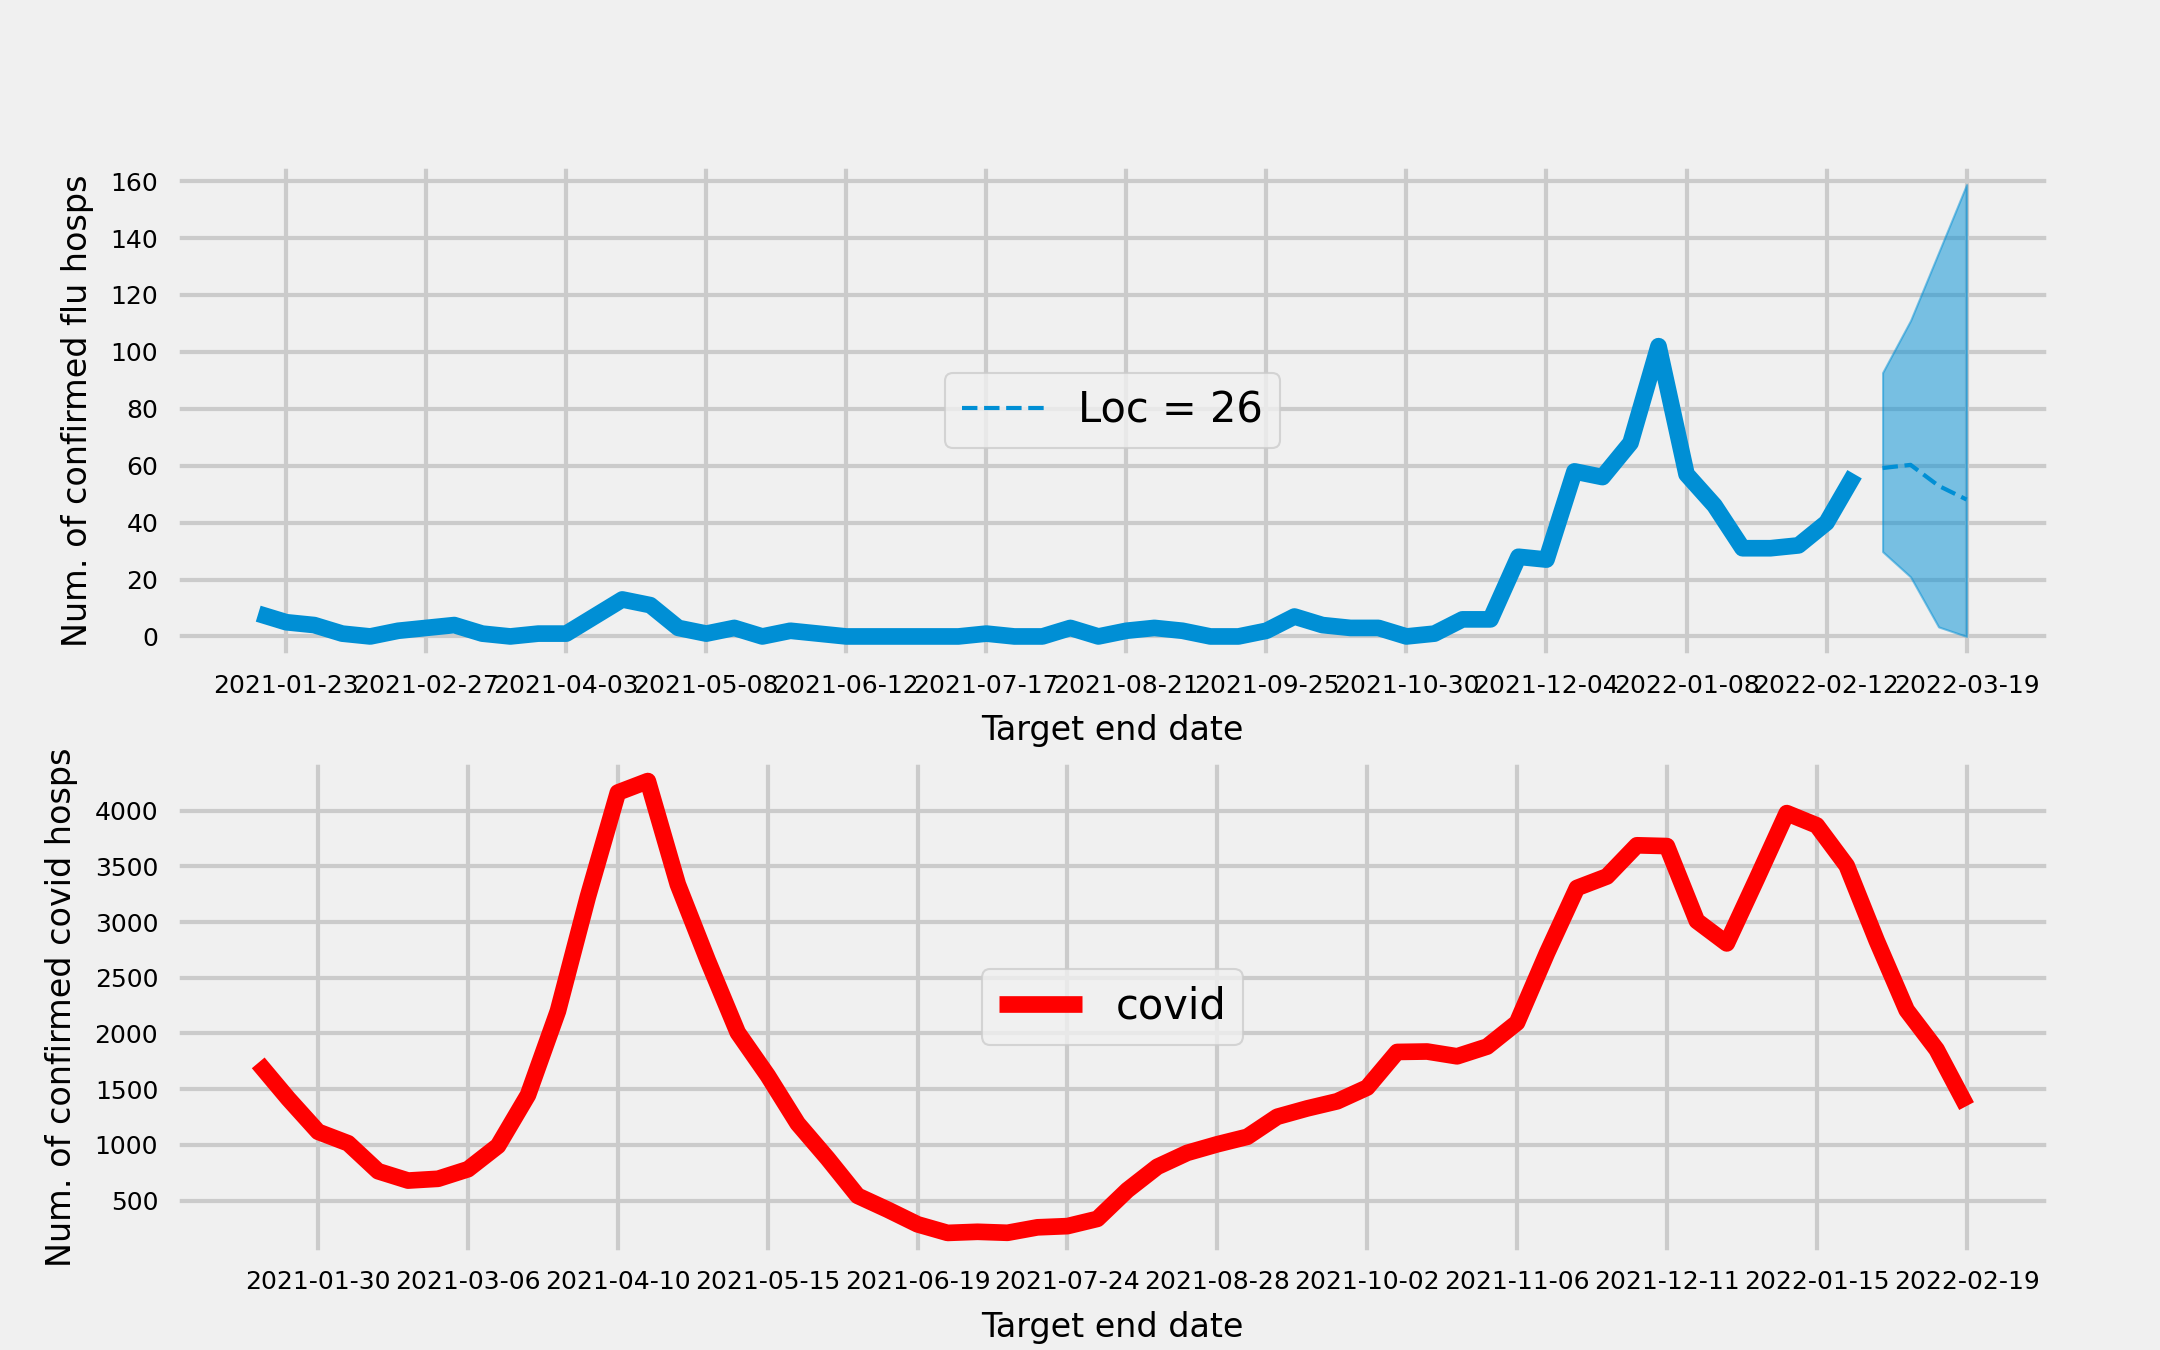 Num. of confirmed flu hosps
160
140
120
100
80
60
40
20
0
Loc = 26
2021-01-23 2021-02-27 2021-04-03 2021-05-08 2021-06-12 2021-07-17 2021-08-21 2021-09-25 2021-10-30 2021-12-04 2022-01-08 2022-02-12 2022-03-19
Target end date
Num. of confirmed covid hosps
4000
3500
3000
2500
2000
1500
1000
500
covid
2021-01-30 2021-03-06 2021-04-10 2021-05-15 2021-06-19 2021-07-24 2021-08-28 2021-10-02 2021-11-06 2021-12-11 2022-01-15 2022-02-19
Target end date